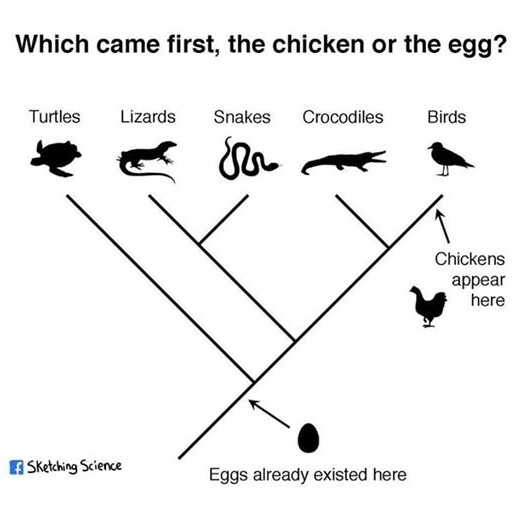 Which came first, the chicken or the egg?
Turtles
Lizards
Snakes
Crocodiles
Birds
Chickens
appear
here
Sketching Science
Eggs already existed here